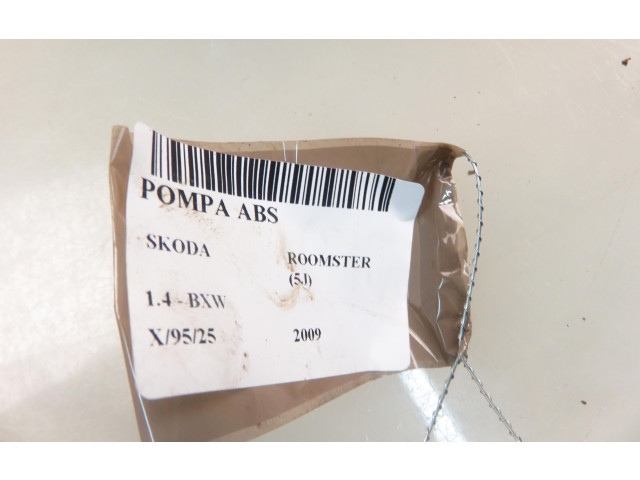 POMPA ABS
SKODA ROOMSTER
(5J)
1.4 - BXW
X/95/25 2009